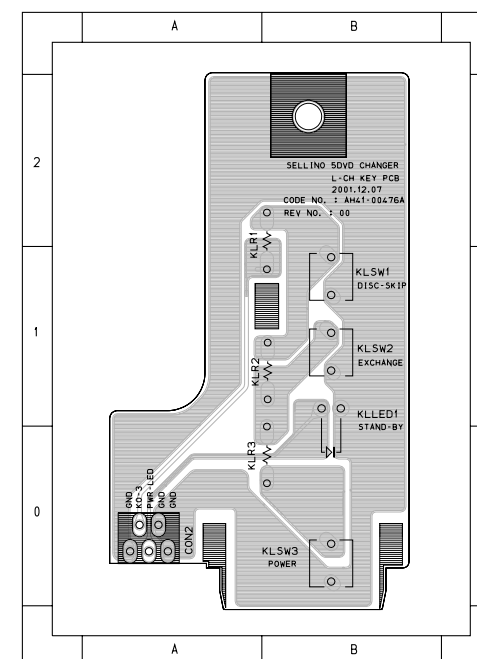 A
B
2
SELLINO 5DVD CHANGER
L-CH KEY PCB
2001.12.07
CODE NO. : AH41-00476A
REV NO. : 00
KLR1
KLSW1
DISC-SKIP
1
KLSW2
EXCHANGE
KLR2
KLLED1
STAND-BY
KLR3
0
GND
KO-3
PWR-LED
GND
GND
CON2
KLSW3
POWER
A
B